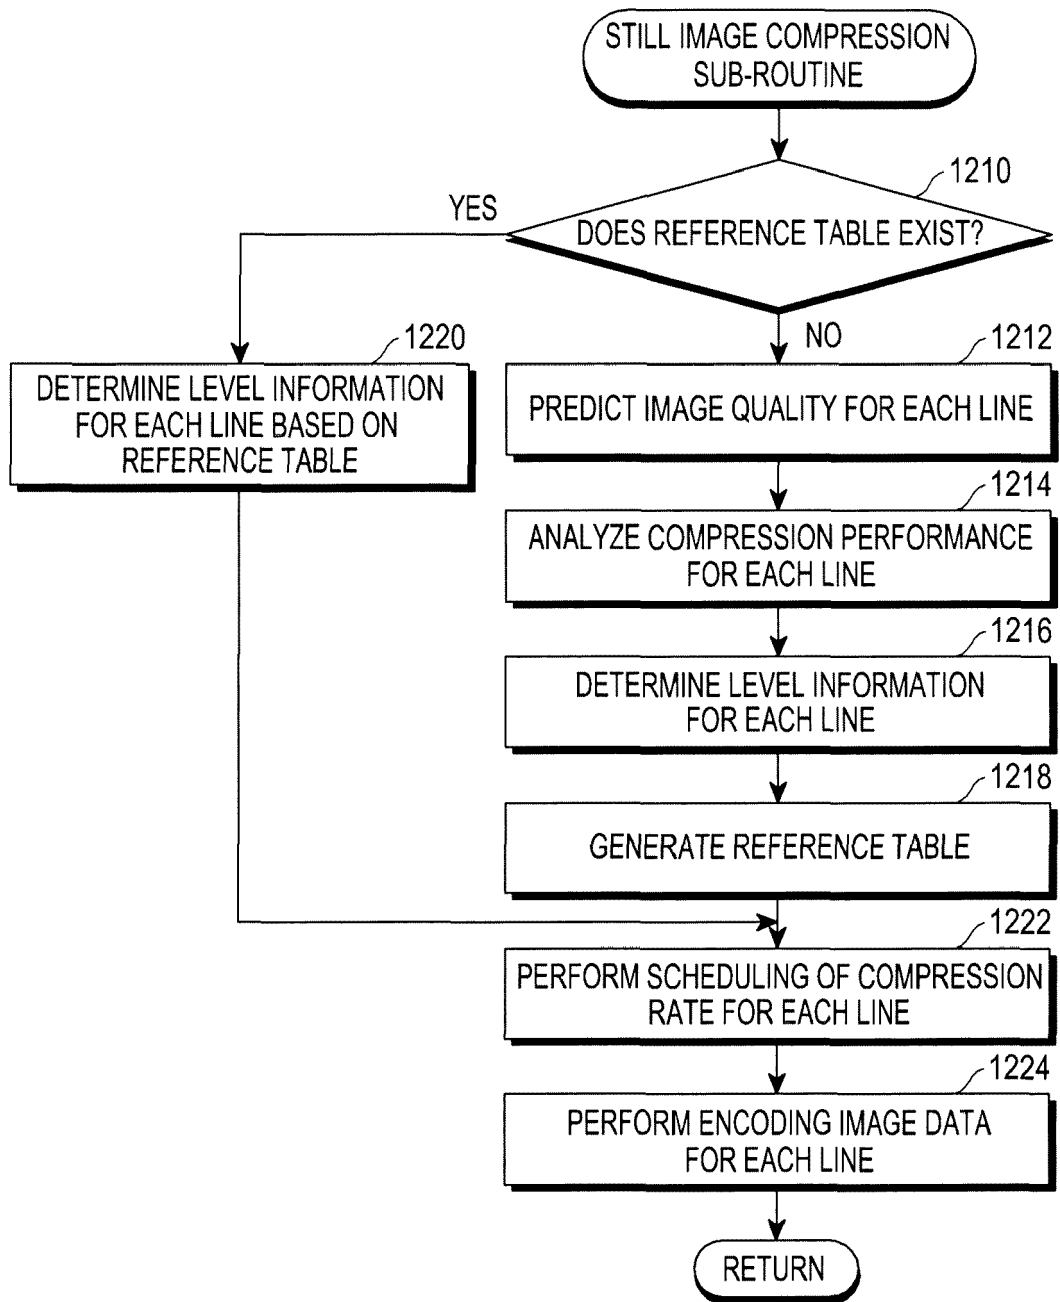 STILL IMAGE COMPRESSION
SUB-ROUTINE
1210
YES
DOES REFERENCE TABLE EXIST?
NO
1220
DETERMINE LEVEL INFORMATION
FOR EACH LINE BASED ON
REFERENCE TABLE
1212
PREDICT IMAGE QUALITY FOR EACH LINE
1214
ANALYZE COMPRESSION PERFORMANCE
FOR EACH LINE
1216
DETERMINE LEVEL INFORMATION
FOR EACH LINE
1218
GENERATE REFERENCE TABLE
1222
PERFORM SCHEDULING OF COMPRESSION
RATE FOR EACH LINE
1224
PERFORM ENCODING IMAGE DATA
FOR EACH LINE
RETURN